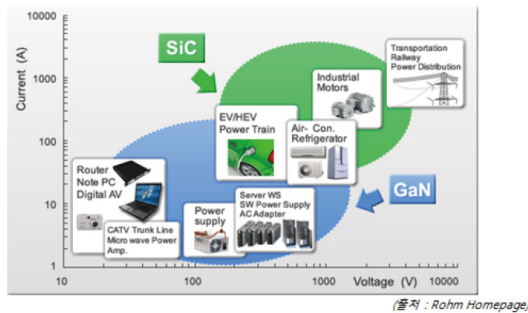 10000
1000
100
10
1
Current (A)
SiC
Transportation
Railway
Power Distribution
Industrial
Motors
EV/HEV
Power Train
Air- Con.
Refrigerator
GaN
Router
Note PC
Digital AV
CATV Trunk Line
Micro wave Power
Amp.
Power
supply
Server WS
SW Power Supply
AC Adapter
10
100
1000
Voltage (V)
10000
(출처 : Rohm Homepage)